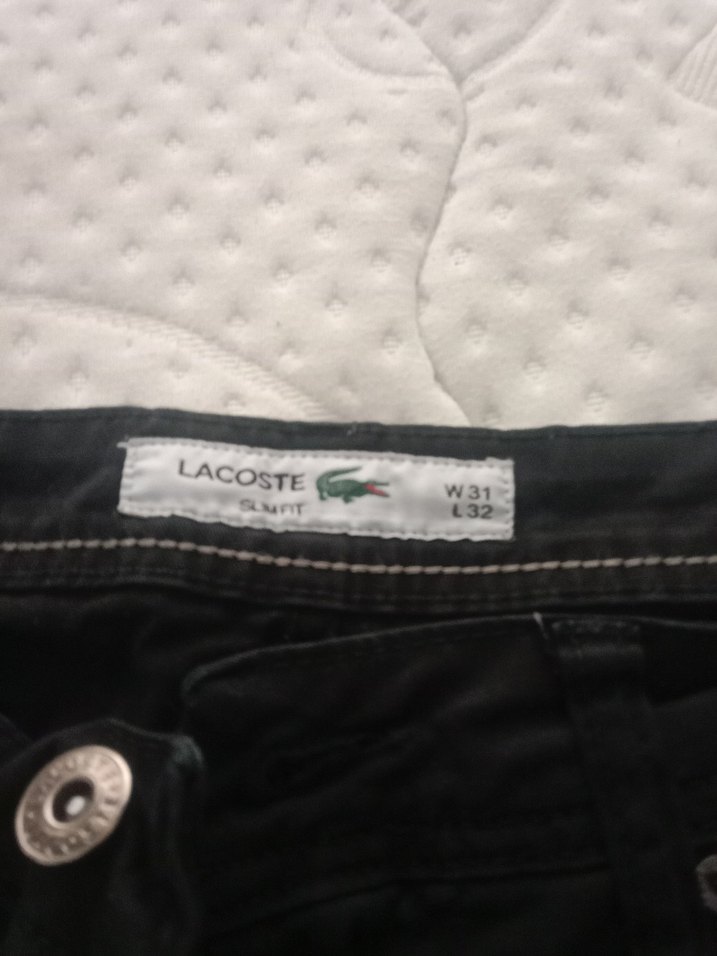 LACOSTE
SLIM FIT
W 31
L 32